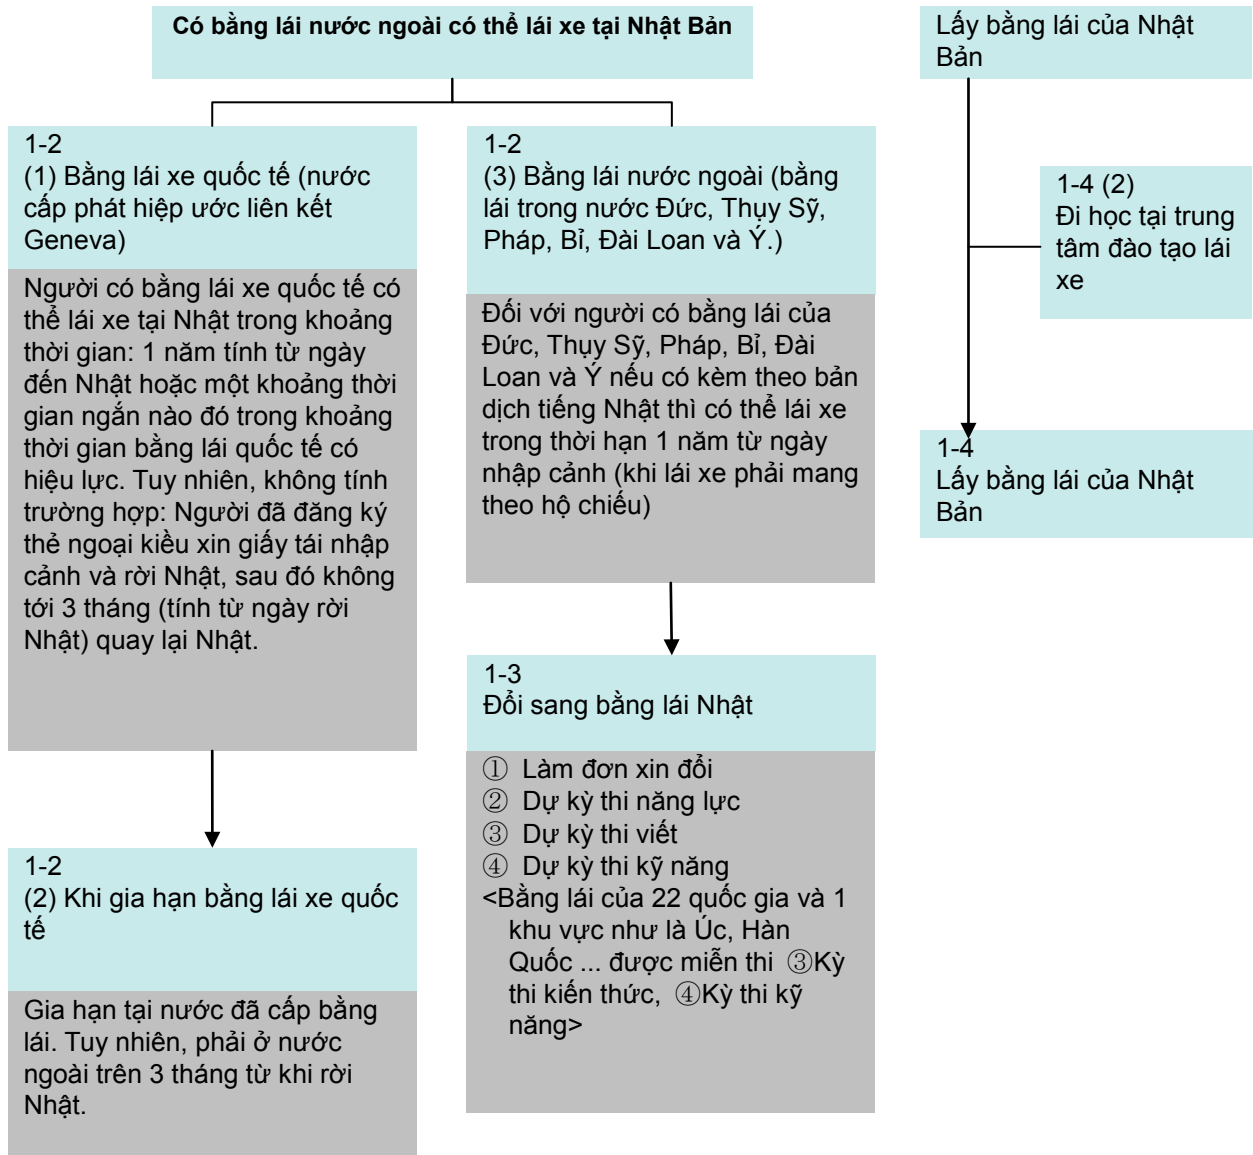 Có bằng lái nước ngoài có thể lái xe tại Nhật Bản
1-2
(1) Bằng lái xe quốc tế (nước
cấp phát hiệp ước liên kết
Geneva)
Người có bằng lái xe quốc tế có
thể lái xe tại Nhật trong khoảng
thời gian: 1 năm tính từ ngày
đến Nhật hoặc một khoảng thời
gian ngắn nào đó trong khoảng
thời gian bằng lái quốc tế có
hiệu lực. Tuy nhiên, không tính
trường hợp: Người đã đăng ký
thẻ ngoại kiều xin giấy tái nhập
cảnh và rời Nhật, sau đó không
tới 3 tháng (tính từ ngày rời
Nhật) quay lại Nhật.
1-2
(2) Khi gia hạn bằng lái xe quốc
tế
Gia hạn tại nước đã cấp bằng
lái. Tuy nhiên, phải ở nước
ngoài trên 3 tháng từ khi rời
Nhật.
1-2
(3) Bằng lái nước ngoài (bằng
lái trong nước Đức, Thụy Sỹ,
Pháp, Bỉ, Đài Loan và Ý.)
Đối với người có bằng lái của
Đức, Thụy Sỹ, Pháp, Bỉ, Đài
Loan và Ý nếu có kèm theo bản
dịch tiếng Nhật thì có thể lái xe
trong thời hạn 1 năm từ ngày
nhập cảnh (khi lái xe phải mang
theo hộ chiếu)
1-3
Đổi sang bằng lái Nhật
① Làm đơn xin đổi
② Dự kỳ thi năng lực
③ Dự kỳ thi viết
④ Dự kỳ thi kỹ năng
<Bằng lái của 22 quốc gia và 1
khu vực như là Úc, Hàn
Quốc ... được miễn thi ③Kỳ
thi kiến thức, ④Kỳ thi kỹ
năng>
Lấy bằng lái của Nhật
Bản
1-4 (2)
Đi học tại trung
tâm đào tạo lái
xe
1-4
Lấy bằng lái của Nhật
Bản